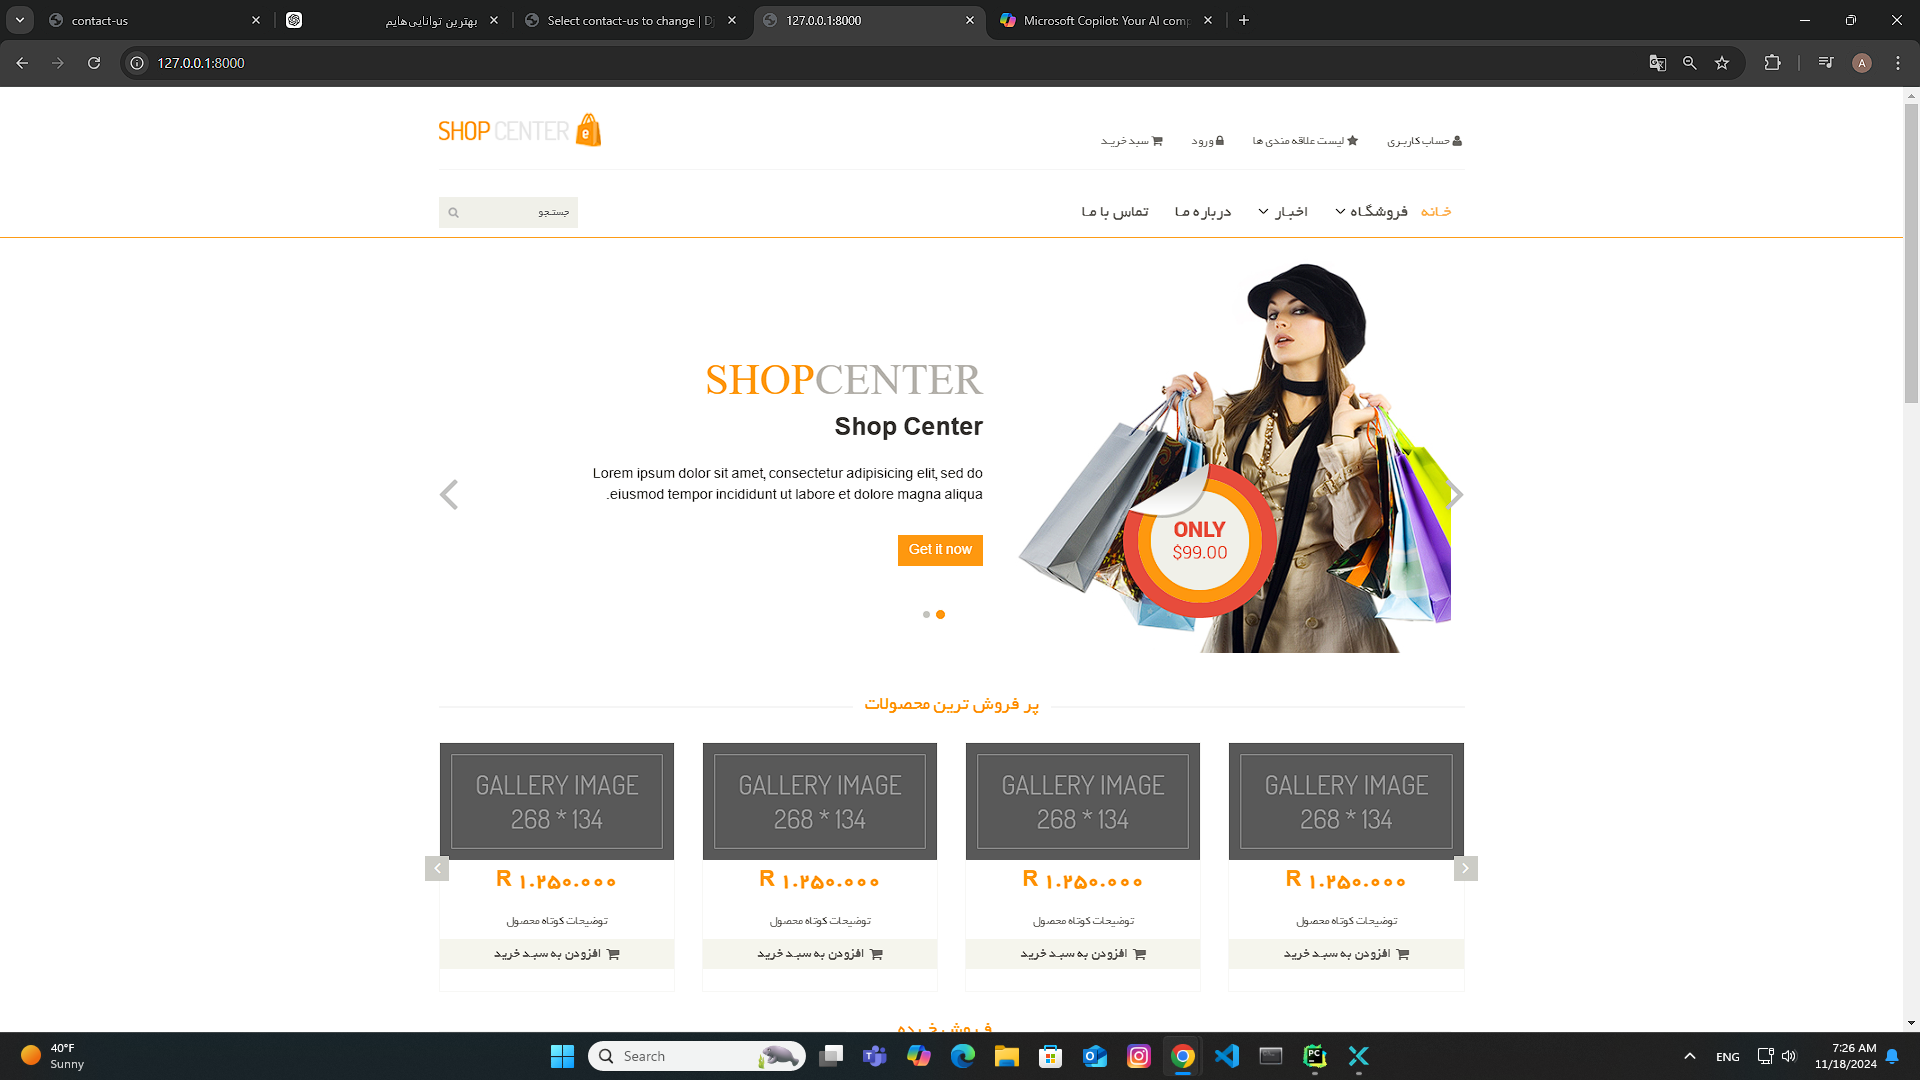 contact-us
بهترین توانایی‌هایم
Select contact-us to change | Dj
127.0.0.1:8000
Microsoft Copilot: Your AI comp
127.0.0.1:8000
A
SHOP CENTER e
حساب کاربری
لیست علاقه مندی ها
ورود
سبد خرید
خانه
فروشگاه
اخبار
درباره ما
تماس با ما
جستجو
SHOPCENTER
Shop Center
Lorem ipsum dolor sit amet, consectetur adipisicing elit, sed do
.eiusmod tempor incididunt ut labore et dolore magna aliqua
Get it now
ONLY
$99.00
پر فروش ترین محصولات
GALLERY IMAGE
268 * 134
R ۱.۲۵۰.۰۰۰
توضیحات کوتاه محصول
افزودن به سبد خرید
GALLERY IMAGE
268 * 134
R ۱.۲۵۰.۰۰۰
توضیحات کوتاه محصول
افزودن به سبد خرید
GALLERY IMAGE
268 * 134
R ۱.۲۵۰.۰۰۰
توضیحات کوتاه محصول
افزودن به سبد خرید
GALLERY IMAGE
268 * 134
R ۱.۲۵۰.۰۰۰
توضیحات کوتاه محصول
افزودن به سبد خرید
40°F
Sunny
Search
ENG
7:26 AM
11/18/2024